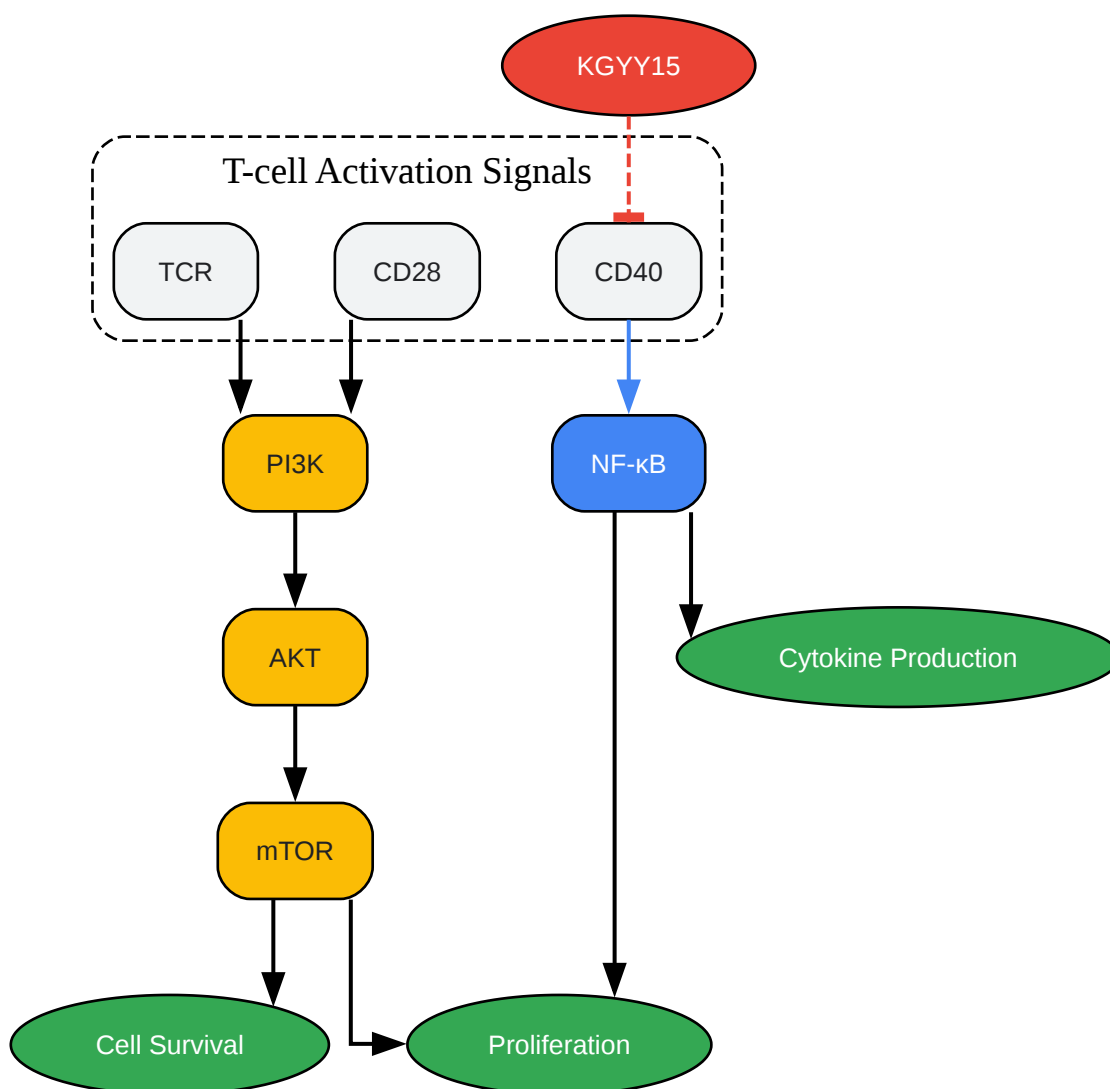 KGYY15
T-cell Activation Signals
TCR
CD28
CD40
PI3K
NF-κB
AKT
Cytokine Production
mTOR
Cell Survival
Proliferation